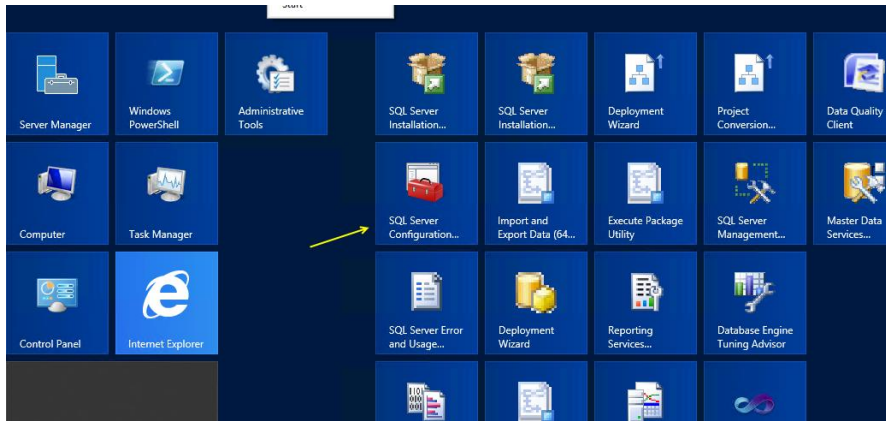 Start
Server Manager
Windows
PowerShell
Administrative
Tools
SQL Server
Installation...
SQL Server
Installation...
Deployment
Wizard
Project
Conversion...
Data Quality
Client
Computer
Task Manager
SQL Server
Configuration...
Import and
Export Data (64...
Execute Package
Utility
SQL Server
Management...
Master Data
Services...
Control Panel
Internet Explorer
SQL Server Error
and Usage...
Deployment
Wizard
Reporting
Services...
Database Engine
Tuning Advisor